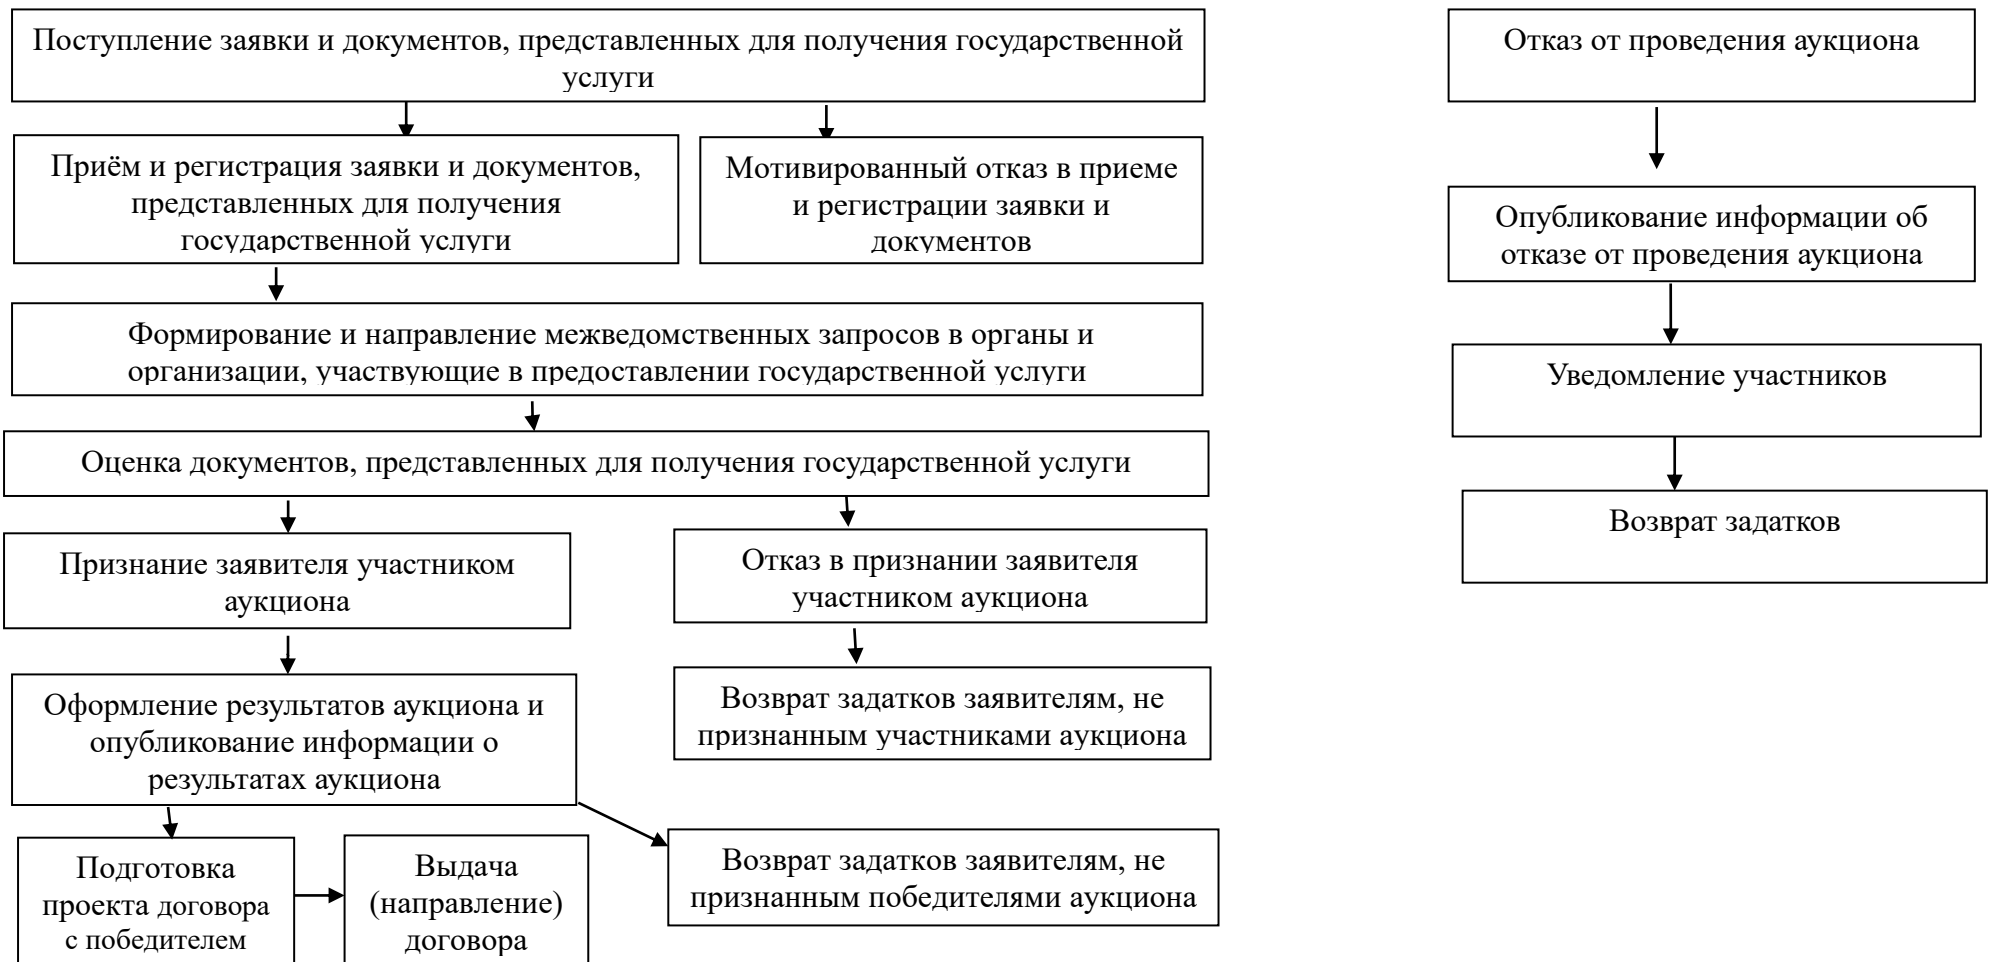 Поступление заявки и документов, представленных для получения государственной
услуги
Приём и регистрация заявки и документов,
представленных для получения
государственной услуги
Мотивированный отказ в приеме
и регистрации заявки и
документов
Формирование и направление межведомственных запросов в органы и
организации, участвующие в предоставлении государственной услуги
Оценка документов, представленных для получения государственной услуги
Признание заявителя участником
аукциона
Отказ в признании заявителя
участником аукциона
Оформление результатов аукциона и
опубликование информации о
результатах аукциона
Возврат задатков заявителям, не
признанным участниками аукциона
Подготовка
проекта договора
с победителем
Выдача
(направление)
договора
Возврат задатков заявителям, не
признанным победителями аукциона
Отказ от проведения аукциона
Опубликование информации об
отказе от проведения аукциона
Уведомление участников
Возврат задатков